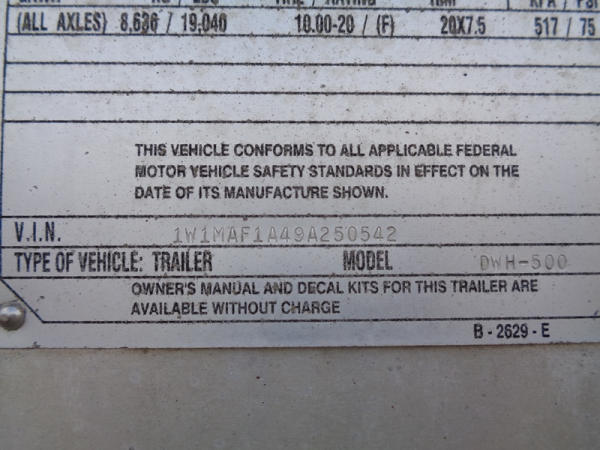 (ALL AXLES) 8,636 / 19,040 10.00-20 / (F) 20X7.5 517 / 75
THIS VEHICLE CONFORMS TO ALL APPLICABLE FEDERAL
MOTOR VEHICLE SAFETY STANDARDS IN EFFECT ON THE
DATE OF ITS MANUFACTURE SHOWN.
V.I.N. 1W1MAF1A49A250542
TYPE OF VEHICLE: TRAILER MODEL DWH-500
OWNER'S MANUAL AND DECAL KITS FOR THIS TRAILER ARE
AVAILABLE WITHOUT CHARGE
B - 2629 - E